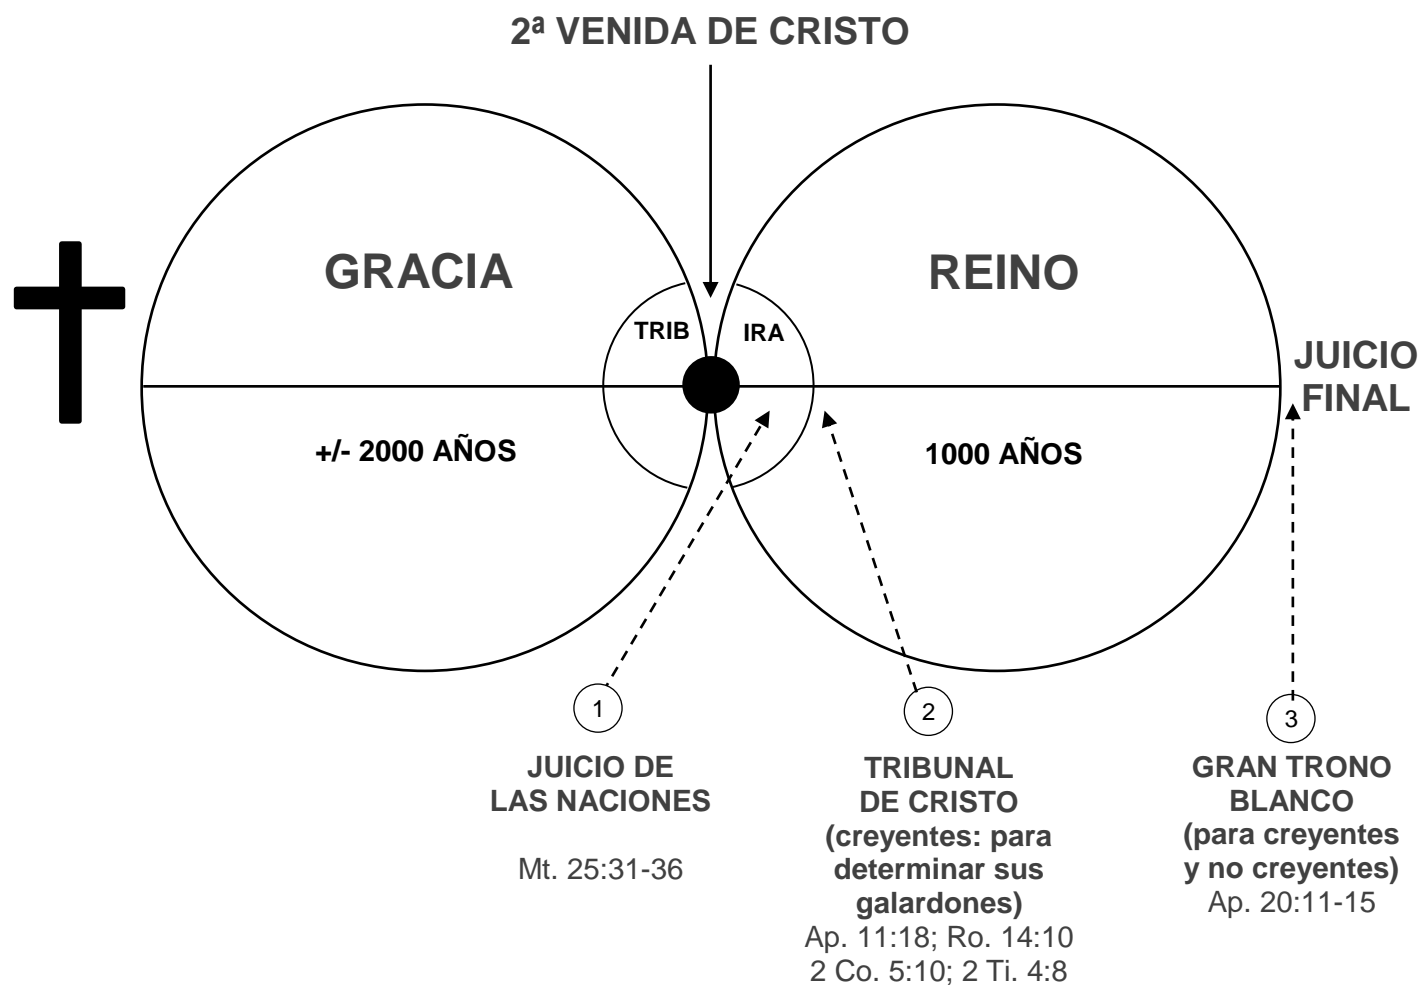 2ª VENIDA DE CRISTO
GRACIA
REINO
TRIB
IRA
JUICIO
FINAL
+/- 2000 AÑOS
1000 AÑOS
1
2
3
JUICIO DE
LAS NACIONES
Mt. 25:31-36
TRIBUNAL
DE CRISTO
(creyentes: para
determinar sus
galardones)
Ap. 11:18; Ro. 14:10
2 Co. 5:10; 2 Ti. 4:8
GRAN TRONO
BLANCO
(para creyentes
y no creyentes)
Ap. 20:11-15